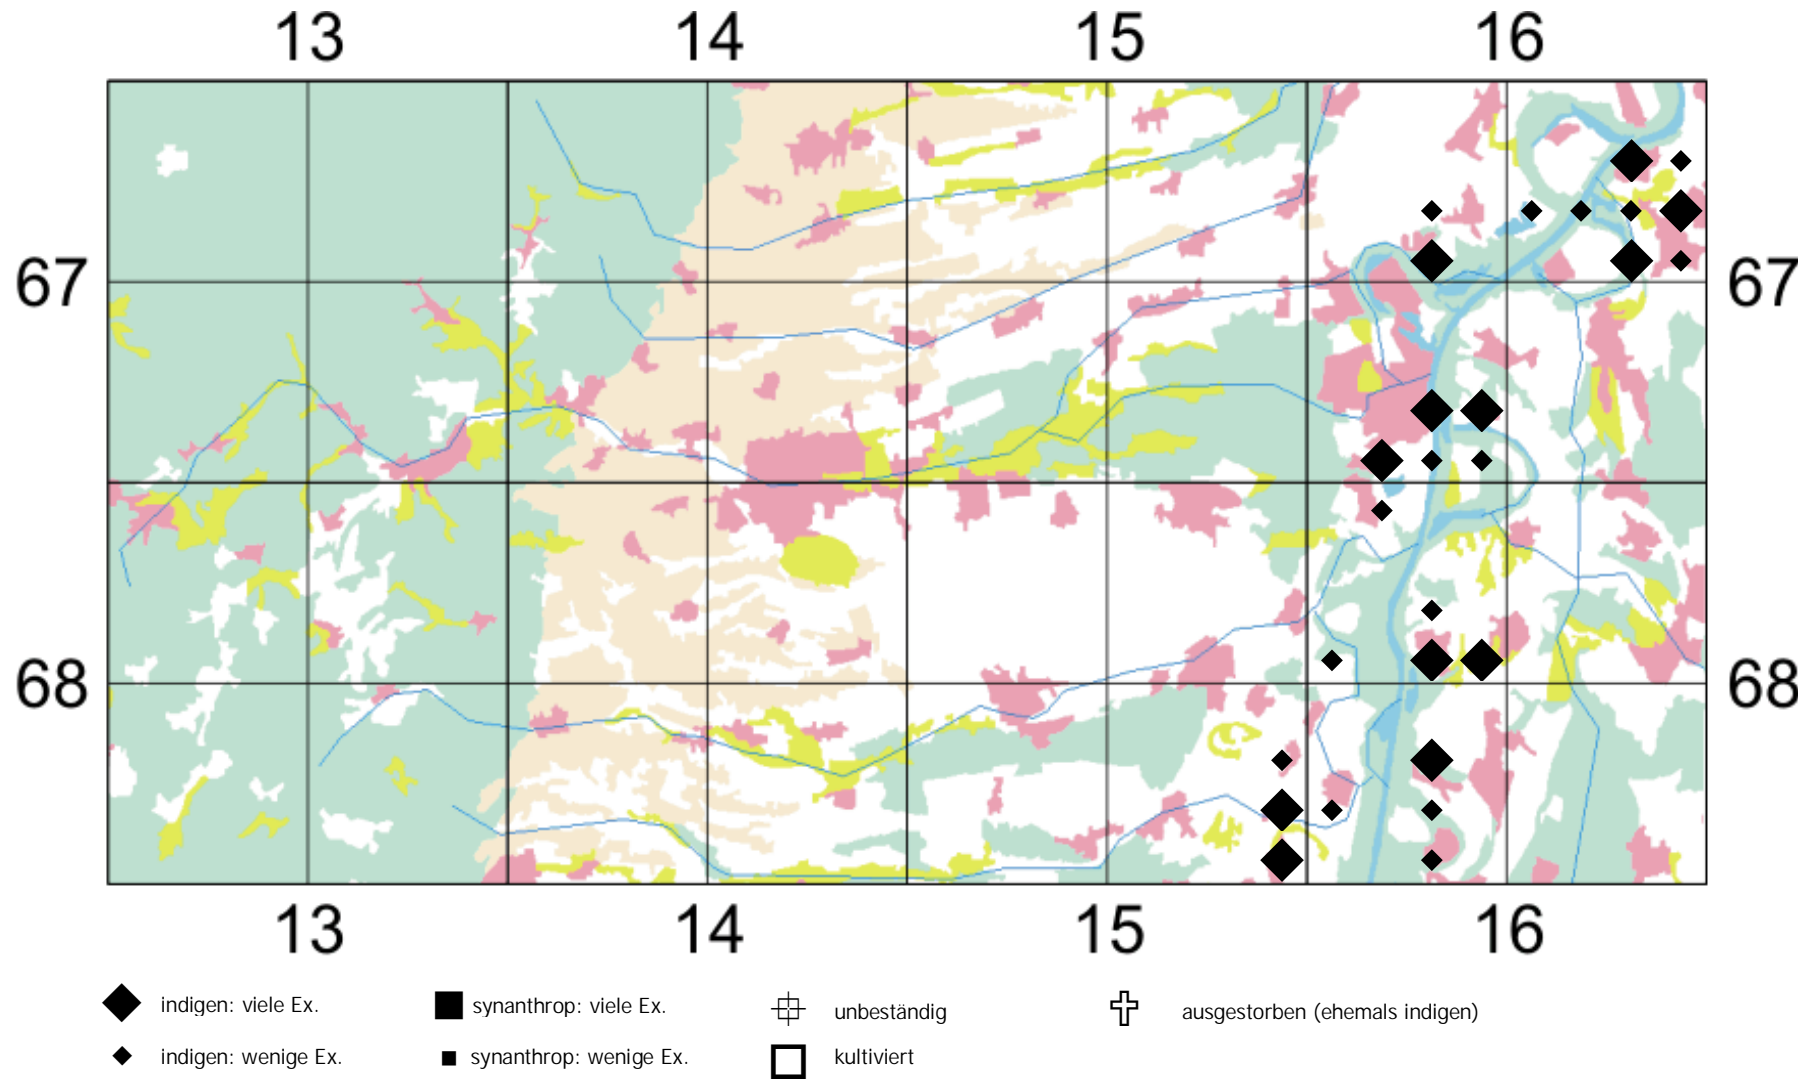 13 14 15 16
67 67
68 68
13 14 15 16
indigen: viele Ex. synanthrop: viele Ex. unbeständig ausgestorben (ehemals indigen)
indigen: wenige Ex. synanthrop: wenige Ex. kultiviert